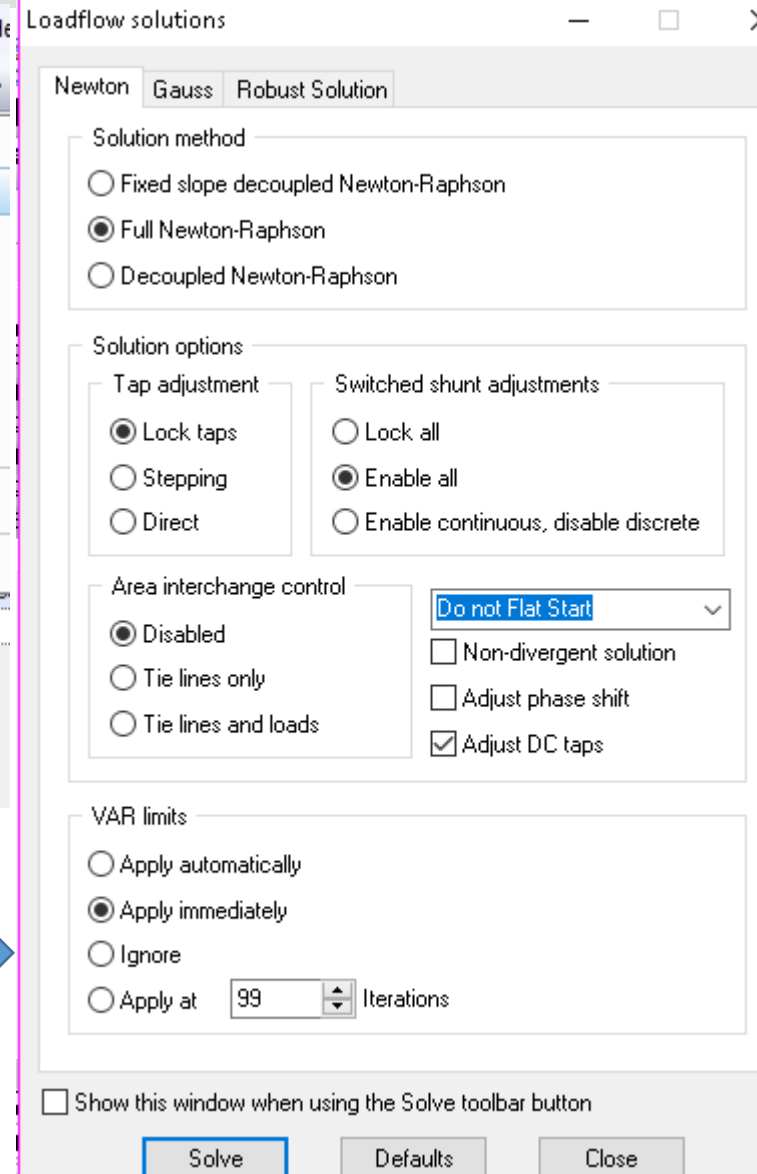 Loadflow solutions
Newton Gauss Robust Solution
Solution method
Fixed slope decoupled Newton-Raphson
Full Newton-Raphson
Decoupled Newton-Raphson
Solution options
Tap adjustment
Lock taps
Stepping
Direct
Switched shunt adjustments
Lock all
Enable all
Enable continuous, disable discrete
Area interchange control
Disabled
Tie lines only
Tie lines and loads
Do not Flat Start
Non-divergent solution
Adjust phase shift
Adjust DC taps
VAR limits
Apply automatically
Apply immediately
Ignore
Apply at 99 Iterations
Show this window when using the Solve toolbar button
Solve Defaults Close